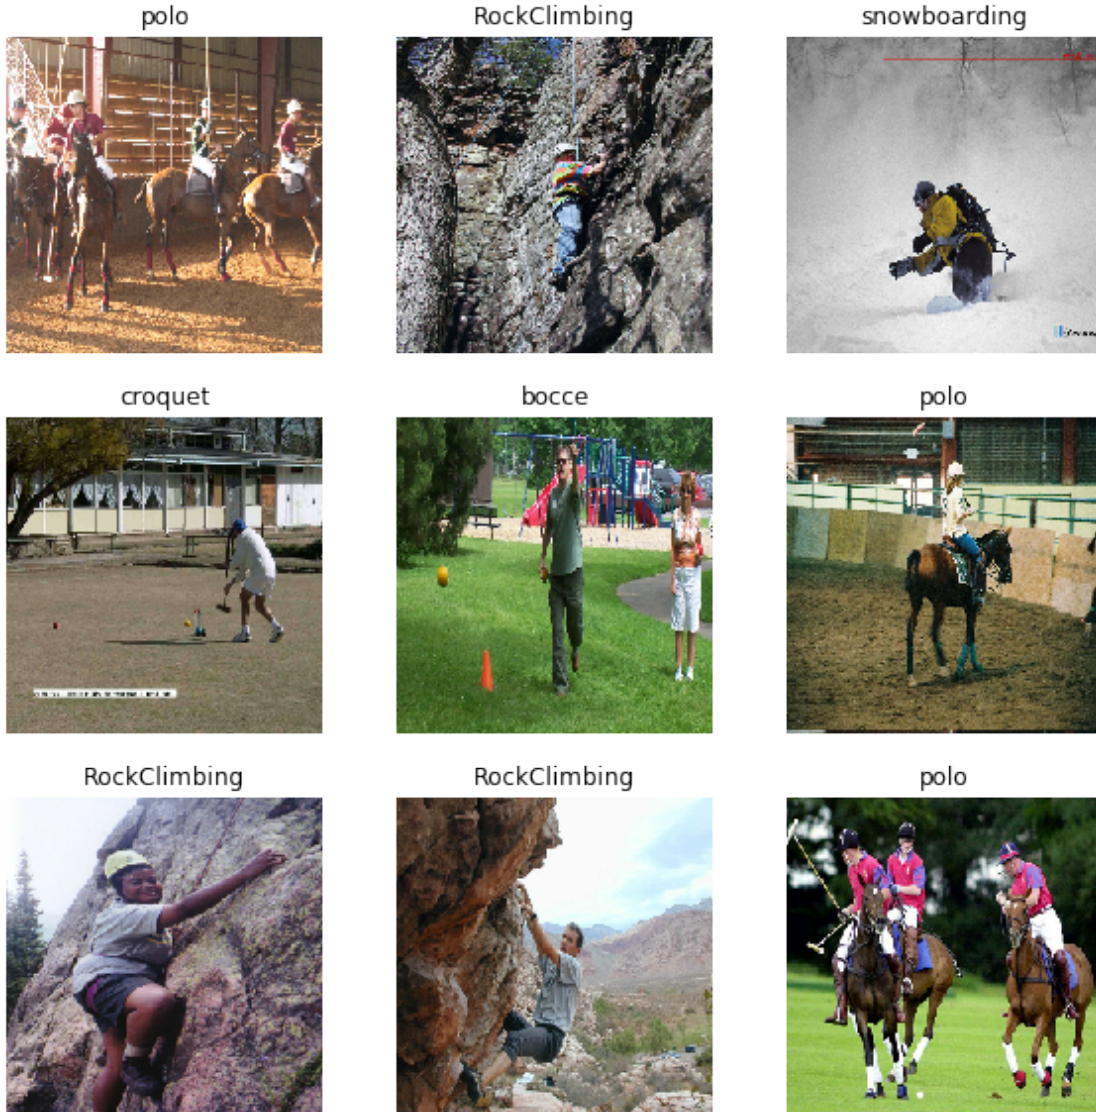 polo
RockClimbing
snowboarding
croquet
bocce
polo
RockClimbing
RockClimbing
polo